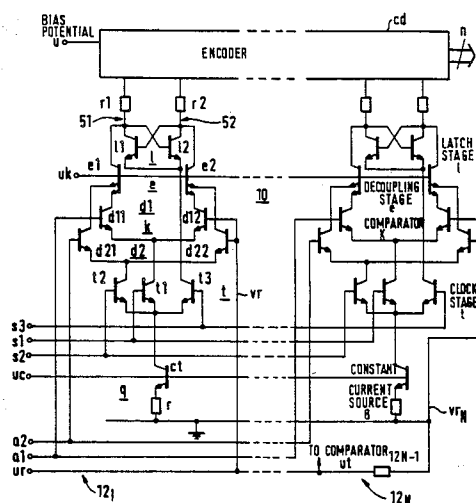 BIAS
POTENTIAL
u
cd
n
ENCODER
r1
r2
51
52
l1
l2
l
LATCH
STAGE
l
e1
e2
uk
e
10
DECOUPLING
STAGE
e
d11
d1
d12
k
COMPARATOR
K
d21
d2
d22
t2
t1
t3
t
vr
CLOCK
STAGE
t
s3
s1
s2
ct
CONSTANT
uc
q
CURRENT
SOURCE
8
r
vrN
a2
a1
TO COMPARATOR
12N-1
ur
ut
121
12N